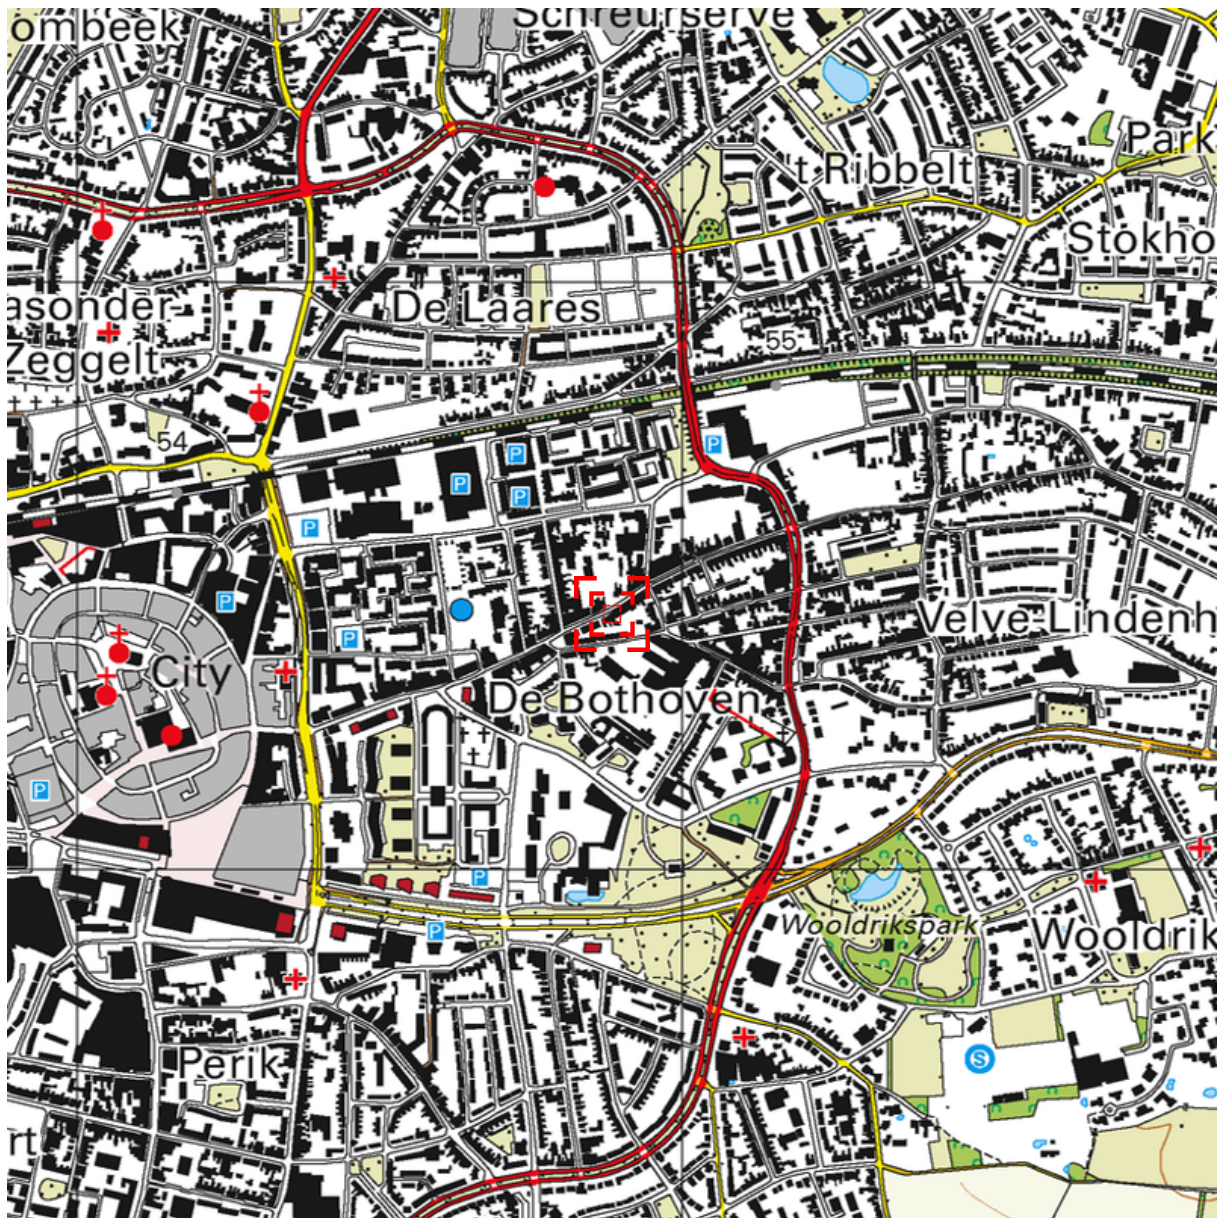 ombeek
Schreurserve
Park
't Ribbelt
Stokho
asonder-
Zeggelt
De Laares
55
54
P
P
P
P
P
P
P
City
De Bothoven
Velve-Lindenh
P
P
P
Wooldrikspark
Wooldrik
Perik
S
rt